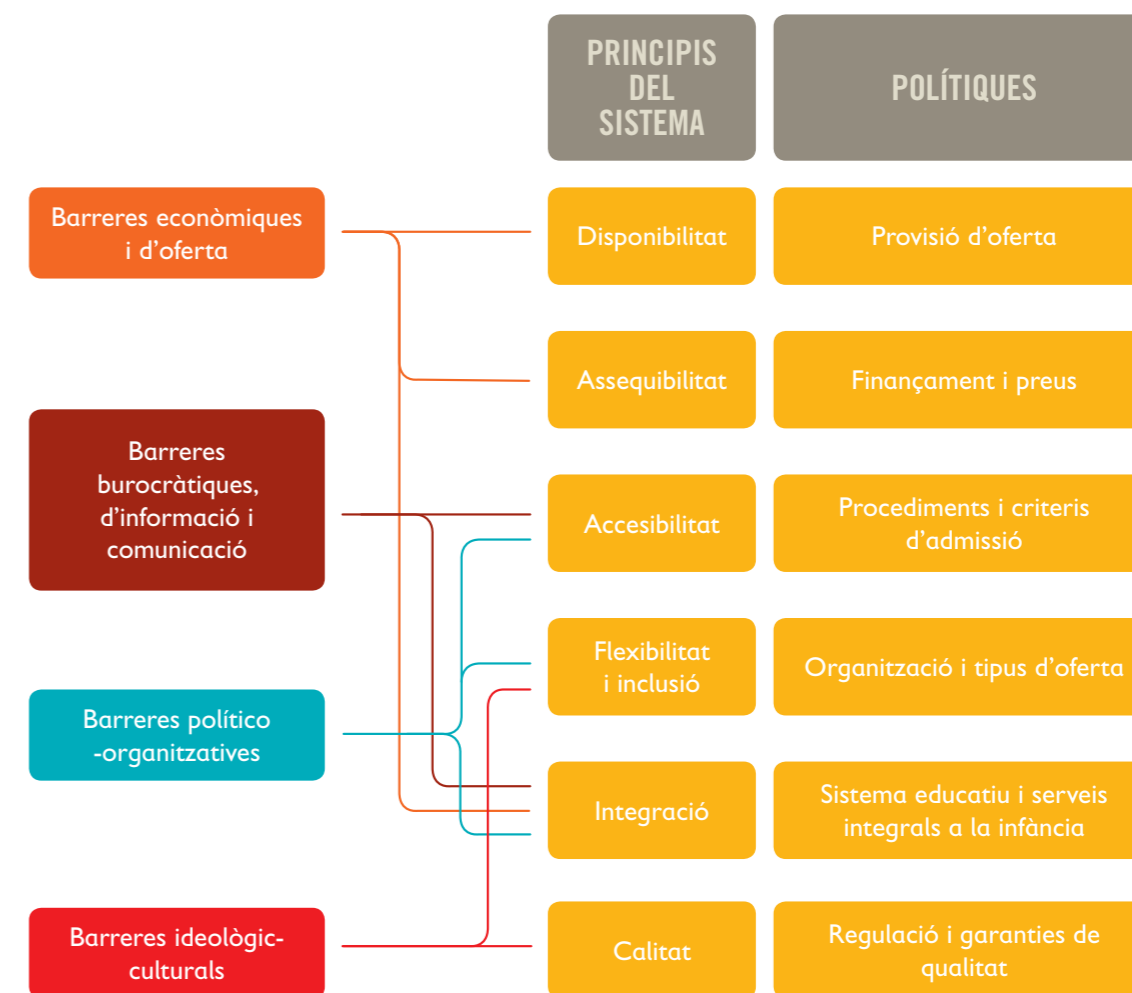 PRINCIPIS
DEL
SISTEMA
POLÍTIQUES
Barreres econòmiques
i d’oferta
Disponibilitat
Provisió d’oferta
Assequibilitat
Finançament i preus
Barreres
burocràtiques,
d’informació i
comunicació
Accesibilitat
Procediments i criteris
d’admissió
Flexibilitat
i inclusió
Organització i tipus d’oferta
Barreres político
-organitzatives
Integració
Sistema educatiu i serveis
integrals a la infància
Barreres ideològic-
culturals
Calitat
Regulació i garanties de
qualitat